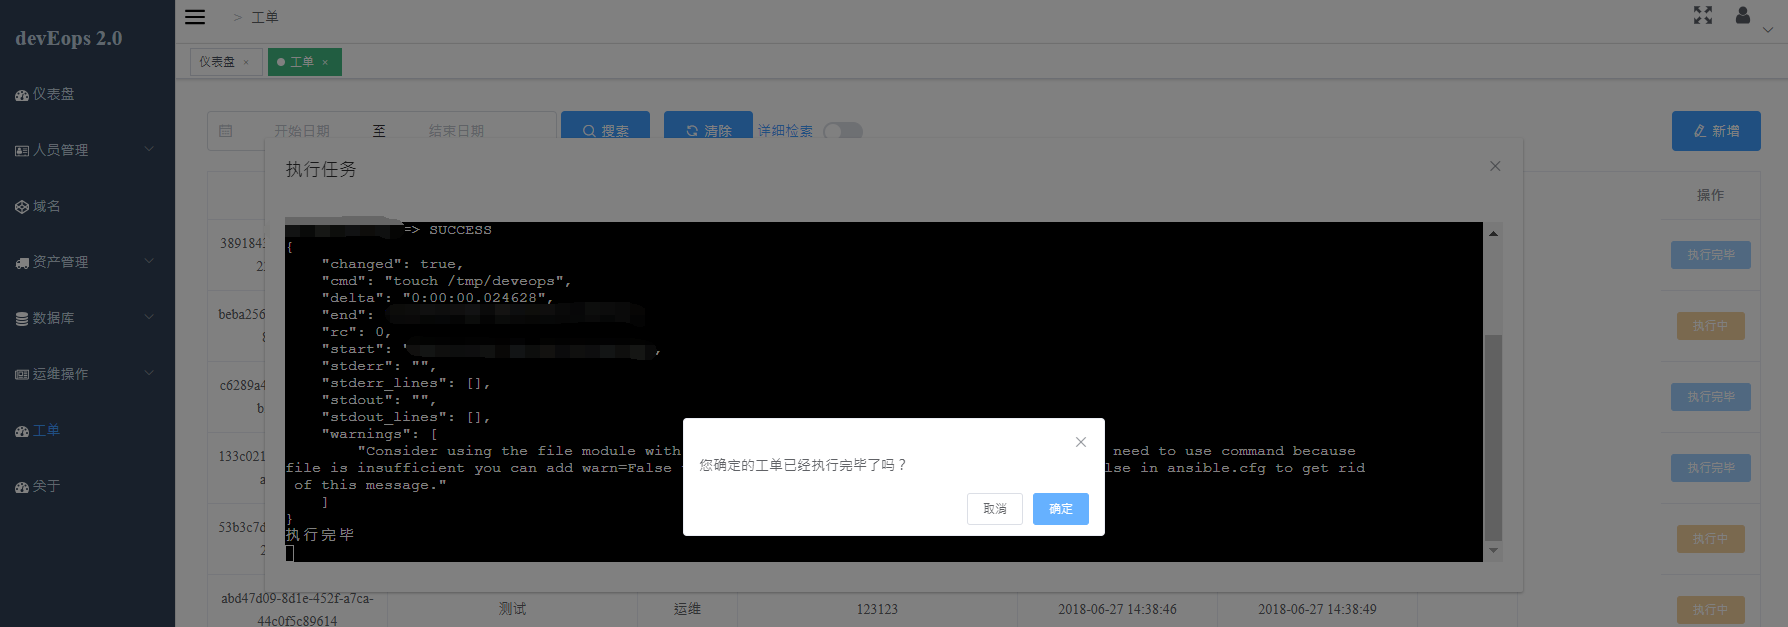 devEops 2.0
仪表盘
人员管理
域名
资产管理
数据库
运维操作
工单
关于
> 工单
仪表盘 ×
工单 ×
开始日期 至 结束日期
搜索
清除
详细检索
新增
执行任务
=> SUCCESS
{
"changed": true,
"cmd": "touch /tmp/deveops",
"delta": "0:00:00.024628",
"end":
"rc": 0,
"start": "
,
"stderr": "",
"stderr_lines": [],
"stdout": "",
"stdout_lines": [],
"warnings": [
"Consider using the file module with need to use command because
file is insufficient you can add warn=False lse in ansible.cfg to get rid
of this message."
]
}
执行完毕
您确定的工单已经执行完毕了吗？
取消
确定
操作
389184
2
执行完毕
beba256
8
执行中
c6289a4
b
执行完毕
133c021
a
执行完毕
53b3c7d
2
执行中
abd47d09-8d1e-452f-a7ca-
44c0f5c89614
测试
运维
123123
2018-06-27 14:38:46
2018-06-27 14:38:49
执行中